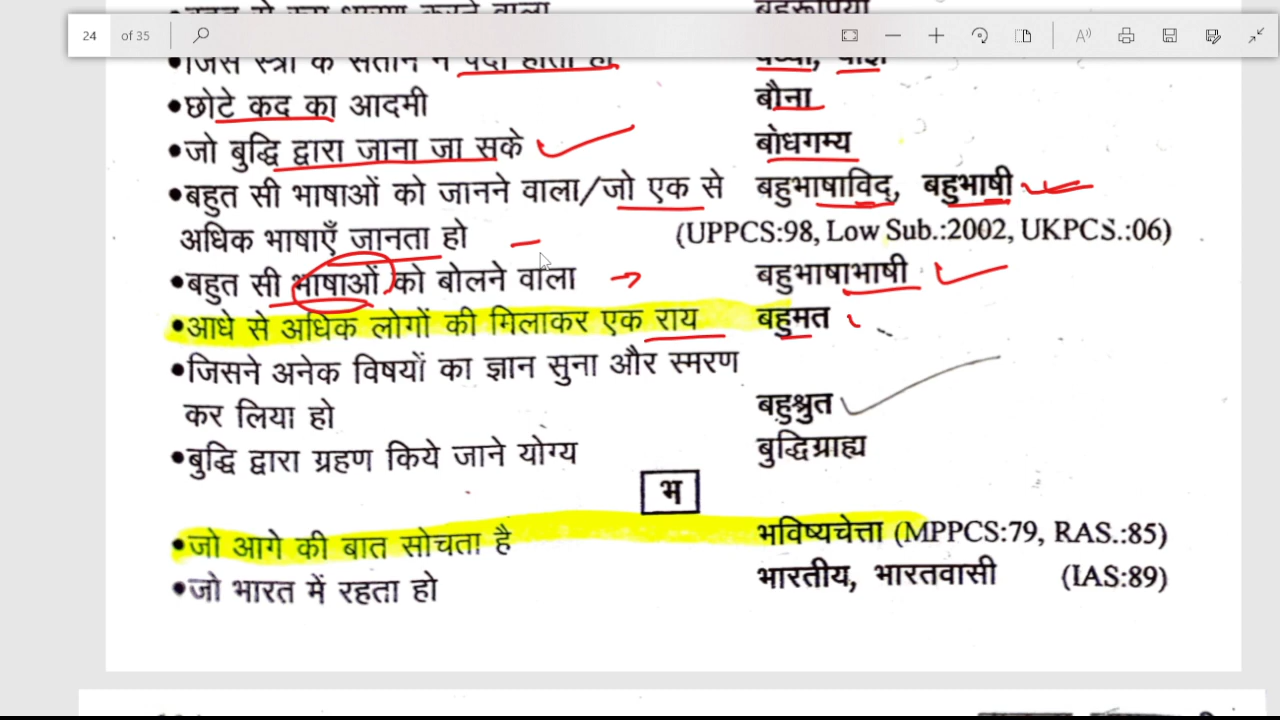 24 of 35
•छोटे कद का आदमी बौना
•जो बुद्धि द्वारा जाना जा सके बोधगम्य
•बहुत सी भाषाओं को जानने वाला/जो एक से बहुभाषाविद्, बहुभाषी
अधिक भाषाएँ जानता हो (UPPCS:98, Low Sub.:2002, UKPCS.:06)
•बहुत सी भाषाओं को बोलने वाला बहुभाषाभाषी
•आधे से अधिक लोगों की मिलाकर एक राय बहुमत
•जिसने अनेक विषयों का ज्ञान सुना और स्मरण
कर लिया हो बहुश्रुत
•बुद्धि द्वारा ग्रहण किये जाने योग्य बुद्धिग्राह्य
भ
•जो आगे की बात सोचता है भविष्यचेत्ता (MPPCS:79, RAS.:85)
•जो भारत में रहता हो भारतीय, भारतवासी (IAS:89)